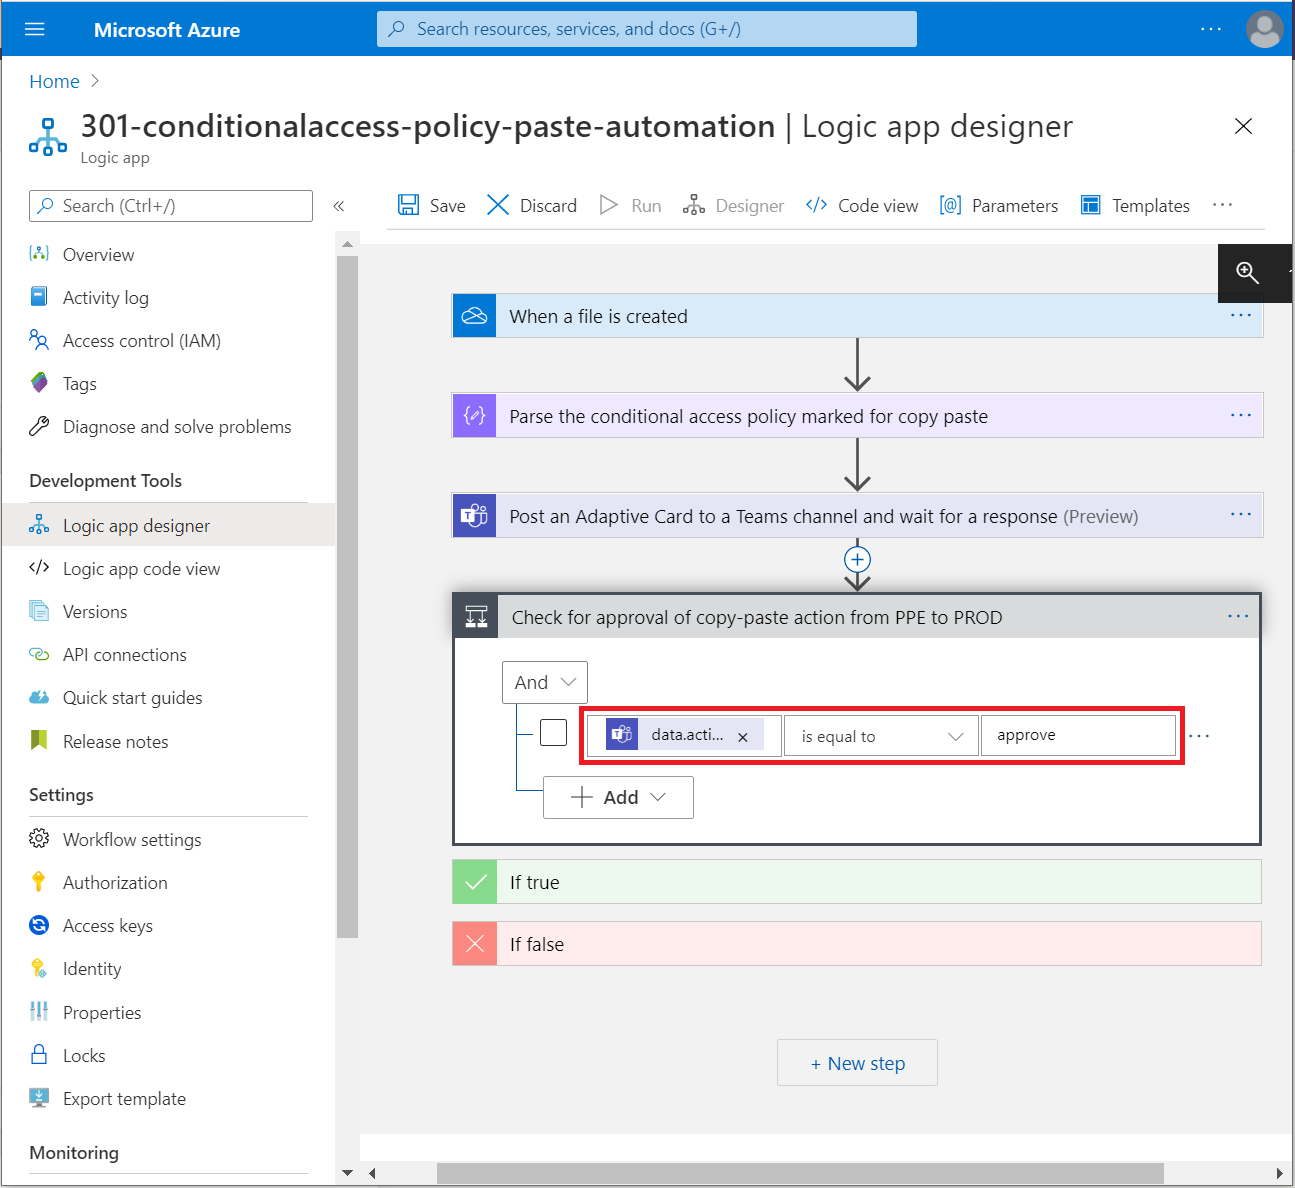 Microsoft Azure
Search resources, services, and docs (G+/)
Home
301-conditionalaccess-policy-paste-automation | Logic app designer
Logic app
Search (Ctrl+/)
Save
Discard
Run
Designer
Code view
Parameters
Templates
Overview
Activity log
Access control (IAM)
Tags
Diagnose and solve problems
Development Tools
Logic app designer
Logic app code view
Versions
API connections
Quick start guides
Release notes
Settings
Workflow settings
Authorization
Access keys
Identity
Properties
Locks
Export template
Monitoring
When a file is created
Parse the conditional access policy marked for copy paste
Post an Adaptive Card to a Teams channel and wait for a response (Preview)
Check for approval of copy-paste action from PPE to PROD
And
data.acti...
is equal to
approve
Add
If true
If false
+ New step